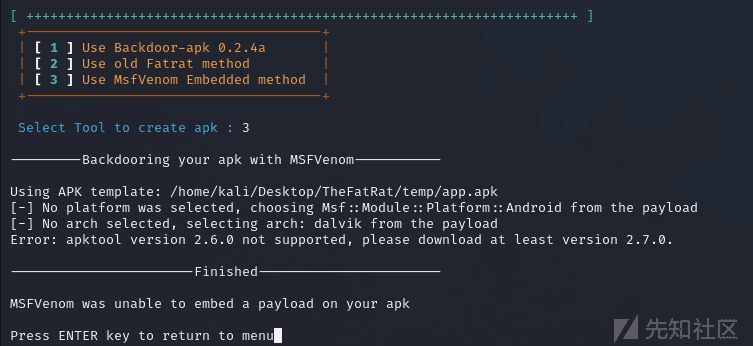 [ ++++++++++++++++++++++++++++++++++++++++++++++++++++++++++++++++++++ ]
+------------------------------------+
| [ 1 ] Use Backdoor-apk 0.2.4a |
| [ 2 ] Use old Fatrat method |
| [ 3 ] Use MsfVenom Embedded method |
+------------------------------------+
Select Tool to create apk : 3
---------Backdooring your apk with MSFVenom-----------
Using APK template: /home/kali/Desktop/TheFatRat/temp/app.apk
[-] No platform was selected, choosing Msf::Module::Platform::Android from the payload
[-] No arch selected, selecting arch: dalvik from the payload
Error: apktool version 2.6.0 not supported, please download at least version 2.7.0.
-----------------------Finished-----------------------
MSFVenom was unable to embed a payload on your apk
Press ENTER key to return to menu
先知社区